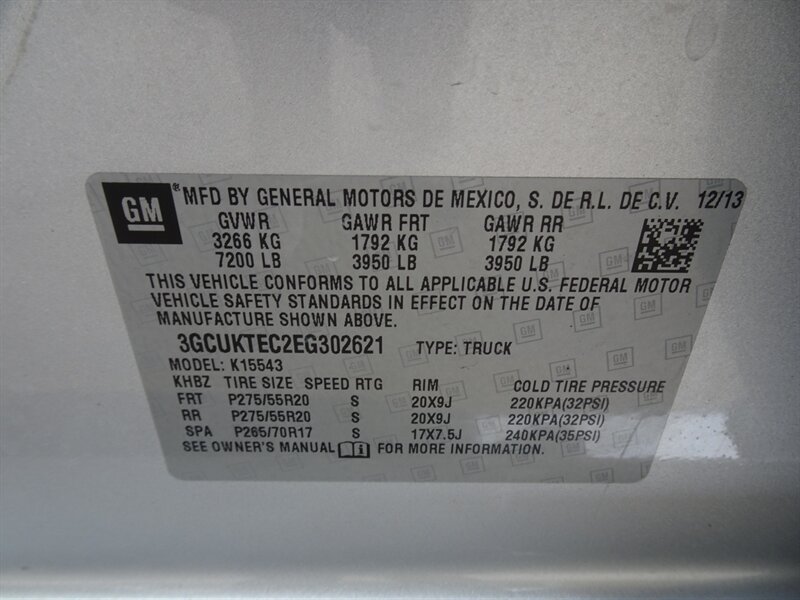 GM ® MFD BY GENERAL MOTORS DE MEXICO, S. DE R.L. DE C.V. 12/13
GVWR GAWR FRT GAWR RR
3266 KG 1792 KG 1792 KG
7200 LB 3950 LB 3950 LB
THIS VEHICLE CONFORMS TO ALL APPLICABLE U.S. FEDERAL MOTOR
VEHICLE SAFETY STANDARDS IN EFFECT ON THE DATE OF
MANUFACTURE SHOWN ABOVE.
3GCUKTEC2EG302621 TYPE: TRUCK
MODEL: K15543
KHBZ TIRE SIZE SPEED RTG RIM COLD TIRE PRESSURE
FRT P275/55R20 S 20X9J 220KPA(32PSI)
RR P275/55R20 S 20X9J 220KPA(32PSI)
SPA P265/70R17 S 17X7.5J 240KPA(35PSI)
SEE OWNER'S MANUAL FOR MORE INFORMATION.